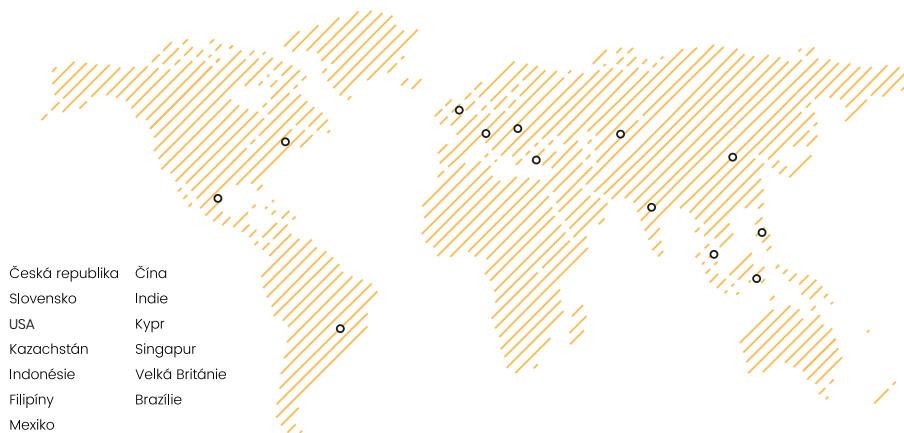 Česká republika
Slovensko
USA
Kazachstán
Indonésie
Filipíny
Mexiko
Čína
Indie
Kypr
Singapur
Velká Británie
Brazílie